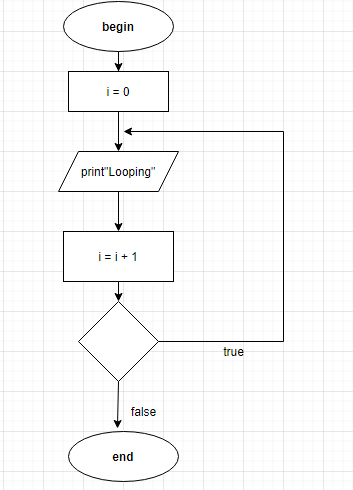 begin
i = 0
print"Looping"
i = i + 1
true
false
end